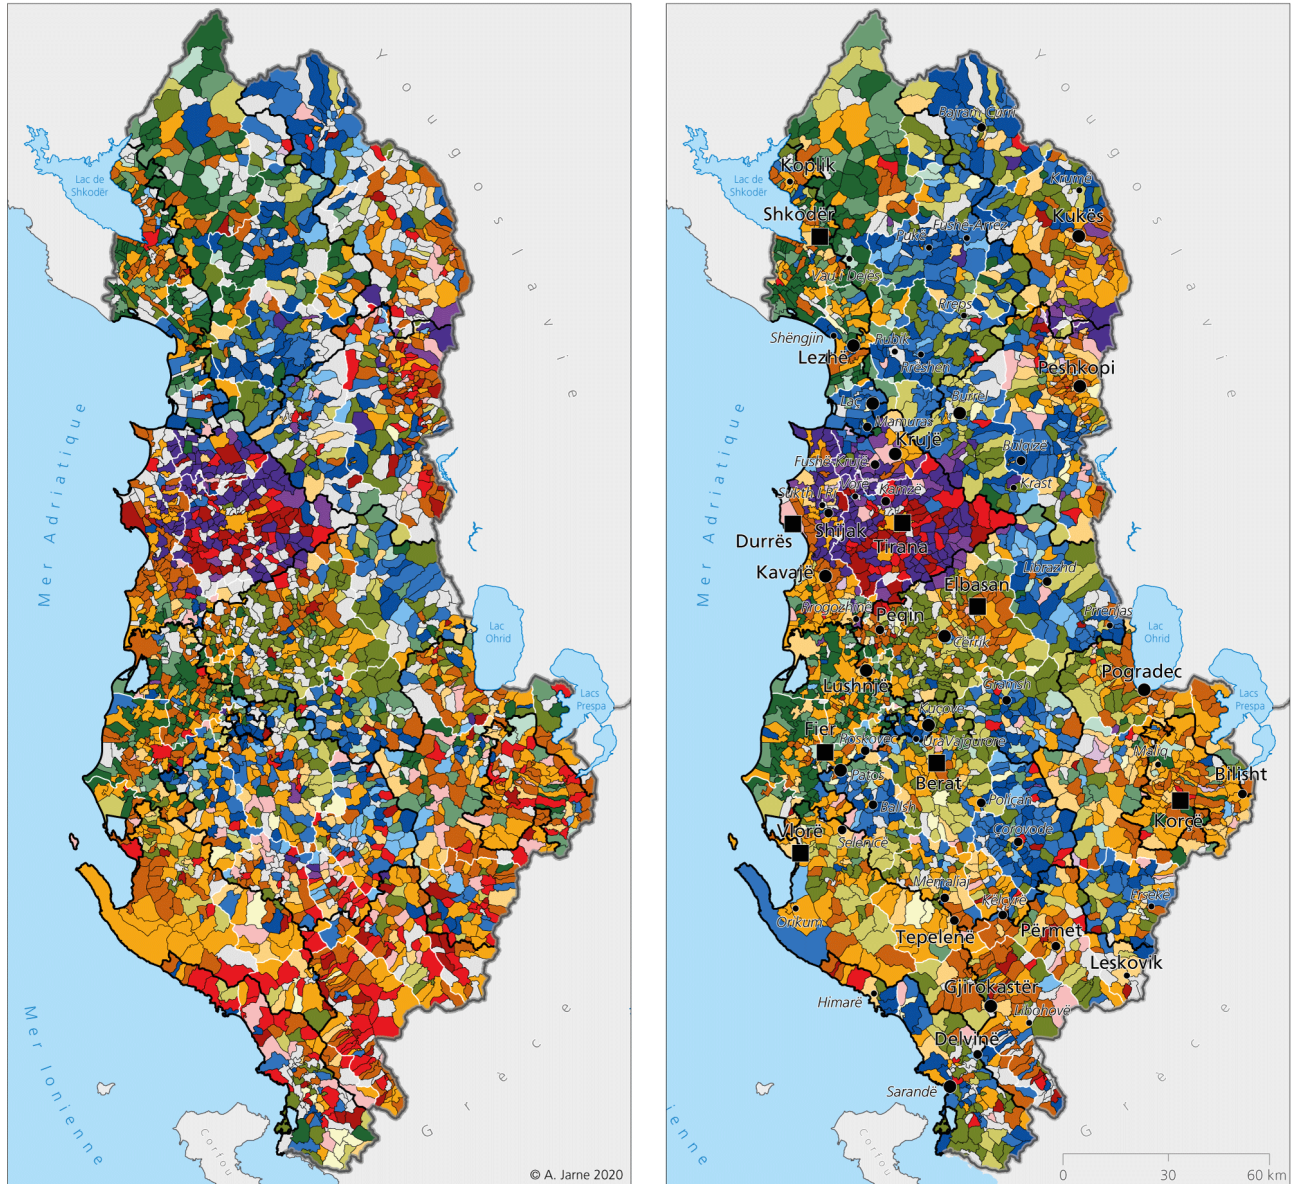 Yougoslavie
Lac de
Shkodër
Mer Adriatique
Lac
Ohrid
Lacs
Prespa
Mer Ionienne
Corfou
Grèce
© A. Jarne 2020
Yougoslavie
Lac de
Shkodër
Bajram-Curri
Koplik
Krumë
Shkodër
Kukës
Fushë-Arrëz
Pukë
Vau i Dejës
Rreps
Shëngjin
Rubik
Lezhë
Rrëshen
Peshkopi
Laç
Burrel
Mamuras
Krujë
Bulqizë
Fushë-Krujë
Krast
Vorë
Kamzë
Sukth i Ri
Shijak
Durrës
Tirana
Mer Adriatique
Kavajë
Librazhd
Elbasan
Rrogozhinë
Peqin
Prrenjas
Lac
Ohrid
Cërrik
Pogradec
Lushnjë
Gramsh
Lacs
Prespa
Kuçovë
Fier
Roskovec
UraVajgurore
Maliq
Patos
Berat
Bilisht
Ballsh
Poliçan
Korçë
Vlorë
Selenicë
Çorovodë
Memaliaj
Këlcyrë
Ersekë
Orikum
Tepelenë
Përmet
Leskovik
Himarë
Gjirokastër
Libohovë
Delvinë
Sarandë
ienne
Corfou
Grèce
0 30 60 km